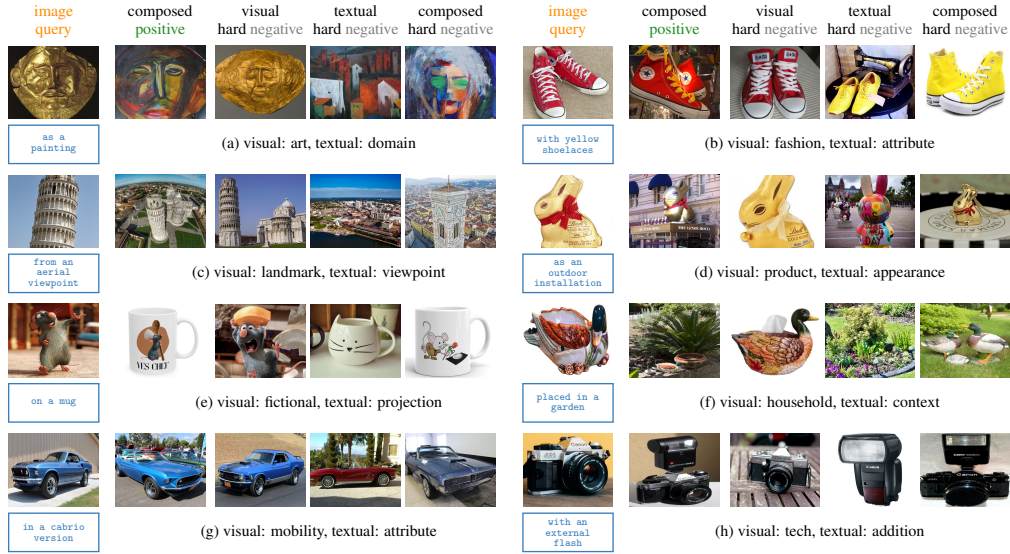 image
query
composed
positive
visual
hard negative
textual
hard negative
composed
hard negative
image
query
composed
positive
visual
hard negative
textual
hard negative
composed
hard negative
as a
painting
(a) visual: art, textual: domain
with yellow
shoelaces
(b) visual: fashion, textual: attribute
from an
aerial
viewpoint
(c) visual: landmark, textual: viewpoint
as an
outdoor
installation
(d) visual: product, textual: appearance
YES CHEF
on a mug
(e) visual: fictional, textual: projection
placed in a
garden
(f) visual: household, textual: context
in a cabrio
version
(g) visual: mobility, textual: attribute
Canon
with an
external
flash
(h) visual: tech, textual: addition